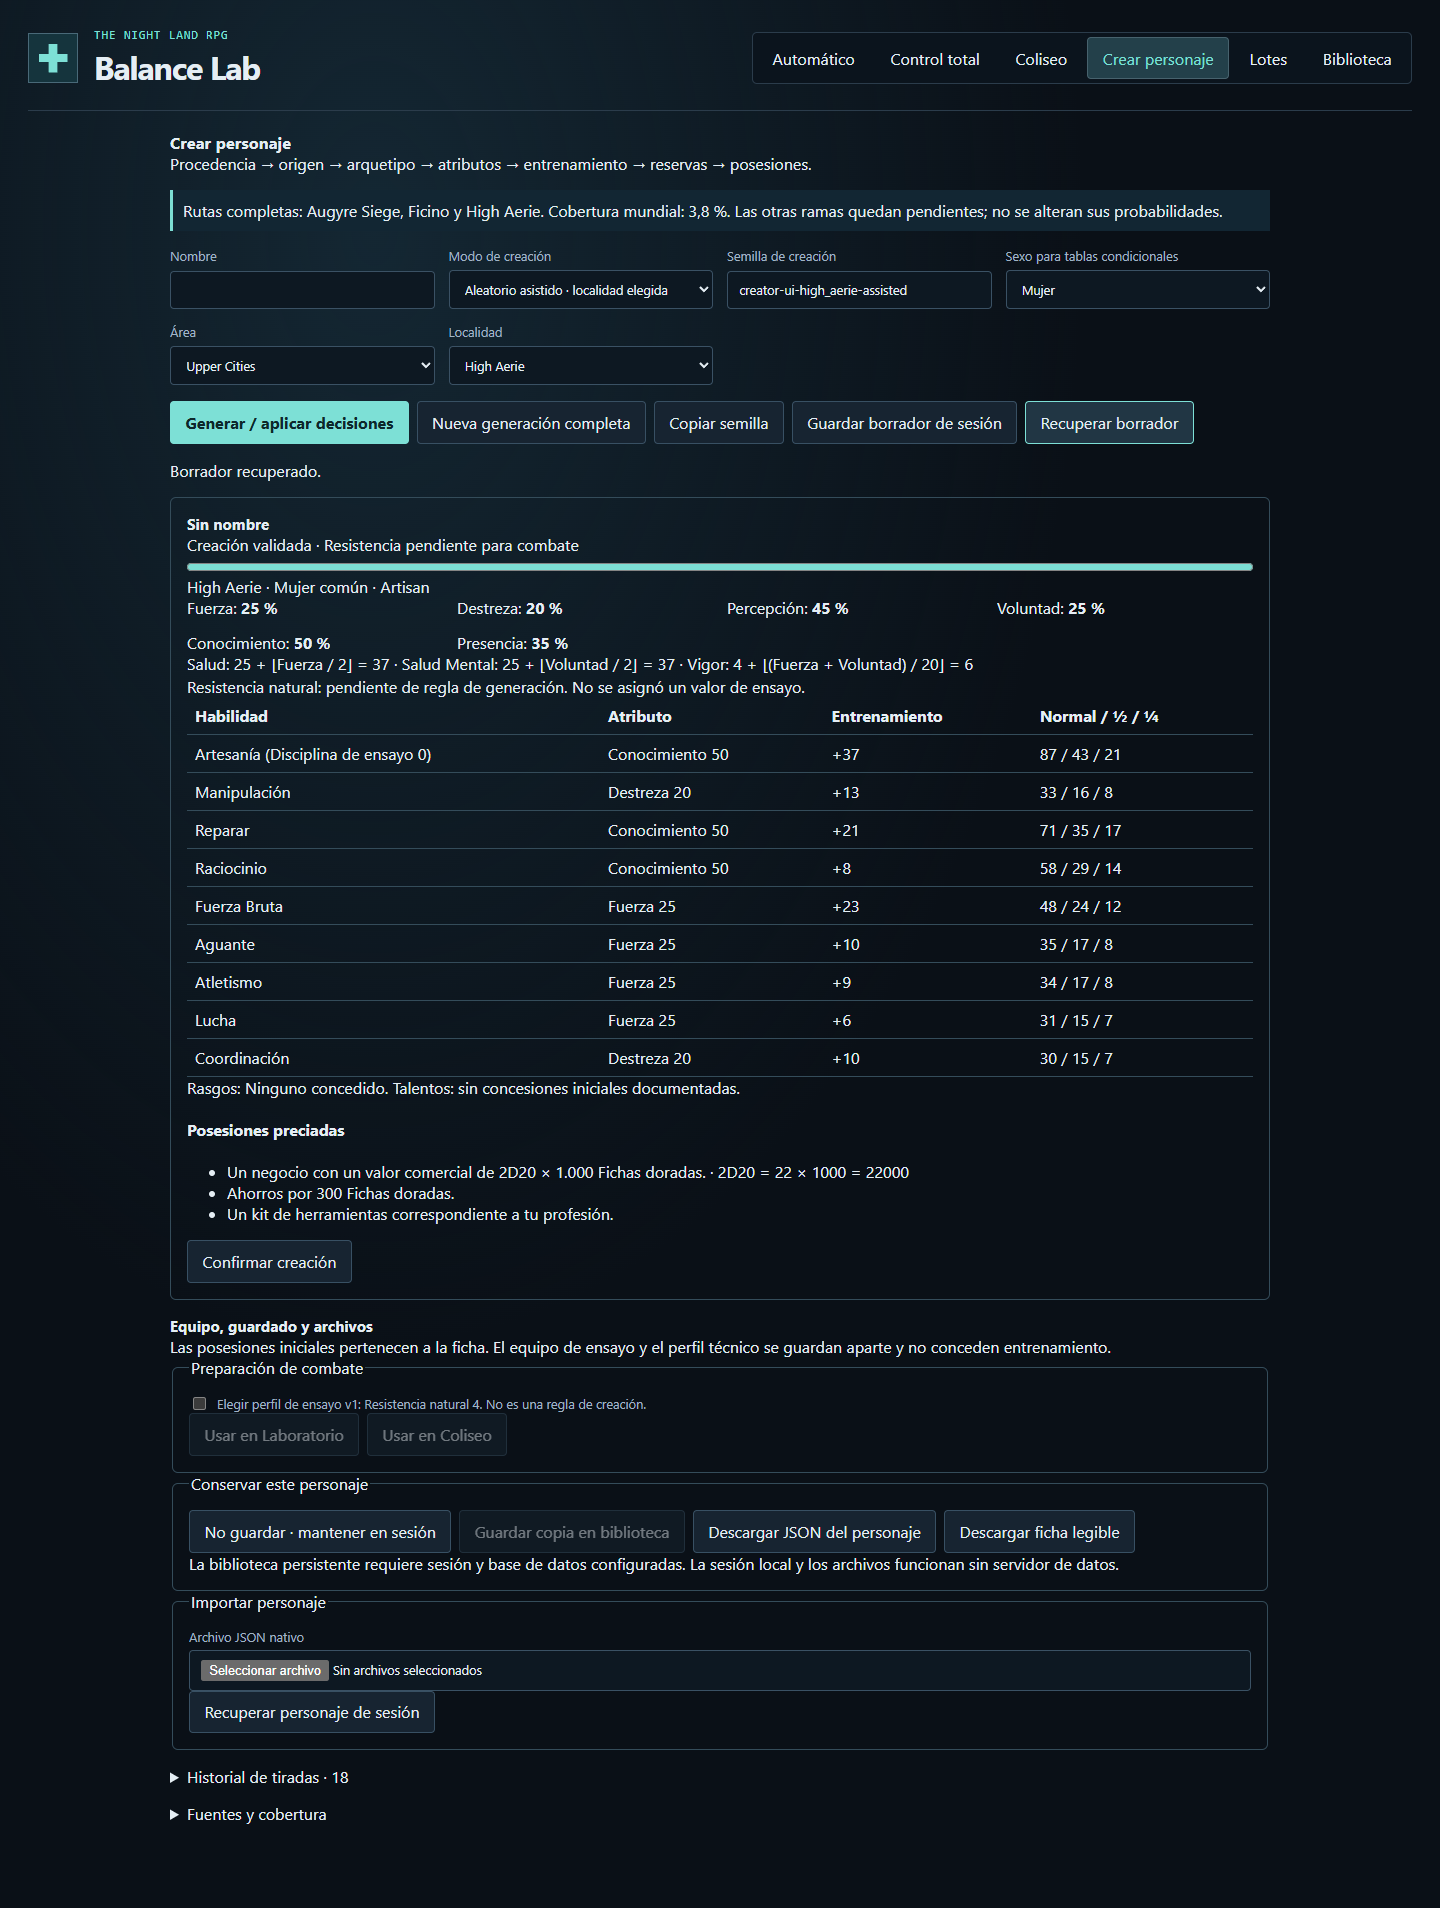 THE NIGHT LAND RPG
Balance Lab
Automático
Control total
Coliseo
Crear personaje
Lotes
Biblioteca
Crear personaje
Procedencia → origen → arquetipo → atributos → entrenamiento → reservas → posesiones.
Rutas completas: Augyre Siege, Ficino y High Aerie. Cobertura mundial: 3,8 %. Las otras ramas quedan pendientes; no se alteran sus probabilidades.
Nombre
Modo de creación
Semilla de creación
Sexo para tablas condicionales
Aleatorio asistido · localidad elegida
creator-ui-high_aerie-assisted
Mujer
Área
Localidad
Upper Cities
High Aerie
Generar / aplicar decisiones
Nueva generación completa
Copiar semilla
Guardar borrador de sesión
Recuperar borrador
Borrador recuperado.
Sin nombre
Creación validada · Resistencia pendiente para combate
High Aerie · Mujer común · Artisan
Fuerza: 25 %
Destreza: 20 %
Percepción: 45 %
Voluntad: 25 %
Conocimiento: 50 %
Presencia: 35 %
Salud: 25 + ⌊Fuerza / 2⌋ = 37 · Salud Mental: 25 + ⌊Voluntad / 2⌋ = 37 · Vigor: 4 + ⌊(Fuerza + Voluntad) / 20⌋ = 6
Resistencia natural: pendiente de regla de generación. No se asignó un valor de ensayo.
Habilidad Atributo Entrenamiento Normal / ½ / ¼
Artesanía (Disciplina de ensayo 0) Conocimiento 50 +37 87 / 43 / 21
Manipulación Destreza 20 +13 33 / 16 / 8
Reparar Conocimiento 50 +21 71 / 35 / 17
Raciocinio Conocimiento 50 +8 58 / 29 / 14
Fuerza Bruta Fuerza 25 +23 48 / 24 / 12
Aguante Fuerza 25 +10 35 / 17 / 8
Atletismo Fuerza 25 +9 34 / 17 / 8
Lucha Fuerza 25 +6 31 / 15 / 7
Coordinación Destreza 20 +10 30 / 15 / 7
Rasgos: Ninguno concedido. Talentos: sin concesiones iniciales documentadas.
Posesiones preciadas
• Un negocio con un valor comercial de 2D20 × 1.000 Fichas doradas. · 2D20 = 22 × 1000 = 22000
• Ahorros por 300 Fichas doradas.
• Un kit de herramientas correspondiente a tu profesión.
Confirmar creación
Equipo, guardado y archivos
Las posesiones iniciales pertenecen a la ficha. El equipo de ensayo y el perfil técnico se guardan aparte y no conceden entrenamiento.
Preparación de combate
Elegir perfil de ensayo v1: Resistencia natural 4. No es una regla de creación.
Usar en Laboratorio
Usar en Coliseo
Conservar este personaje
No guardar · mantener en sesión
Guardar copia en biblioteca
Descargar JSON del personaje
Descargar ficha legible
La biblioteca persistente requiere sesión y base de datos configuradas. La sesión local y los archivos funcionan sin servidor de datos.
Importar personaje
Archivo JSON nativo
Seleccionar archivo Sin archivos seleccionados
Recuperar personaje de sesión
▶ Historial de tiradas · 18
▶ Fuentes y cobertura